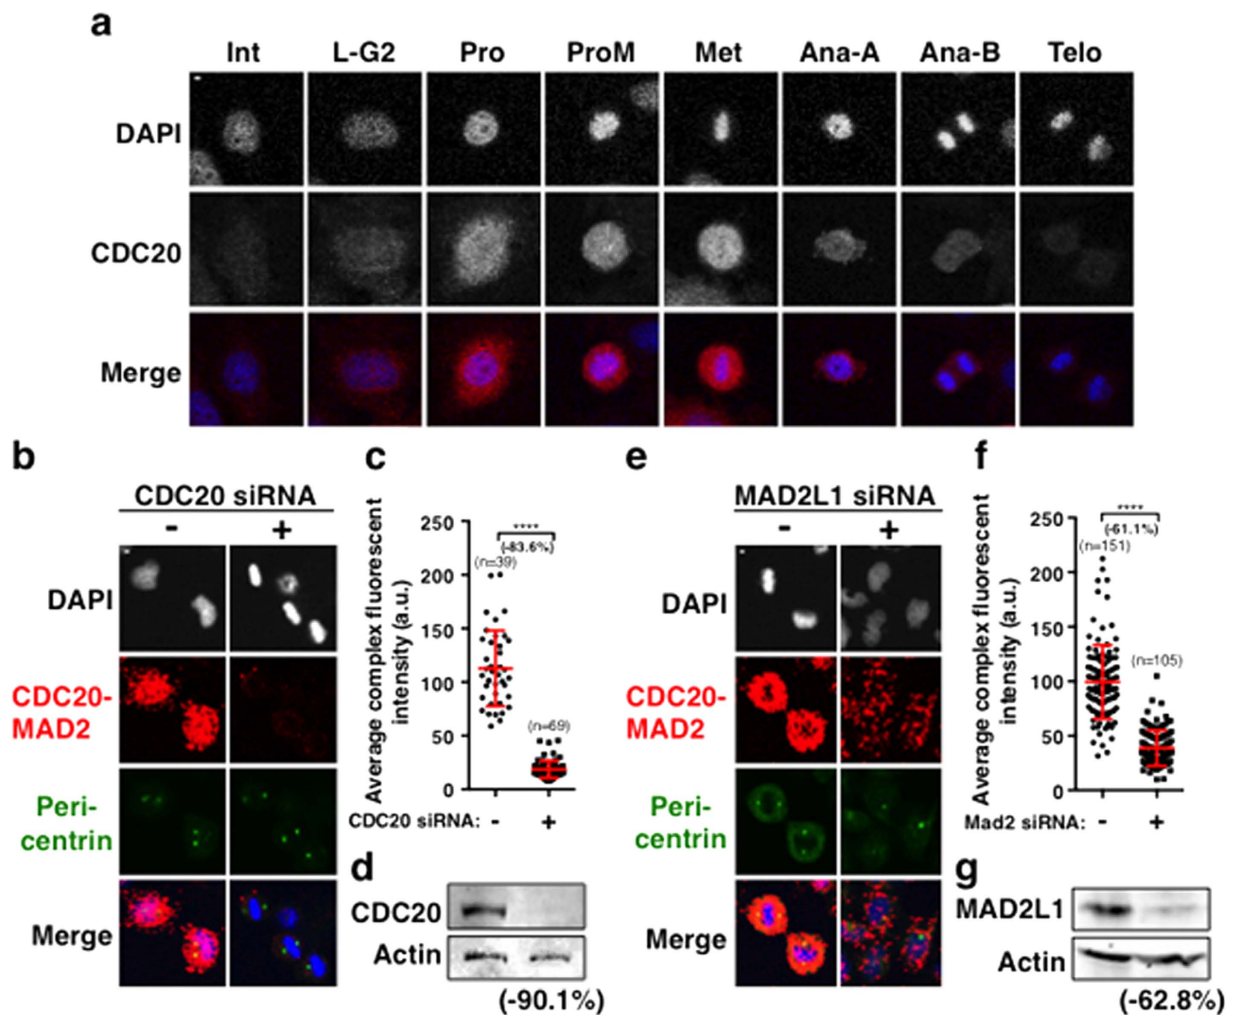 a
Int L-G2 Pro ProM Met Ana-A Ana-B Telo
DAPI
CDC20
Merge
b
CDC20 siRNA
- +
DAPI
CDC20-
MAD2
Peri-
centrin
Merge
c
Average complex fluorescent
intensity (a.u.)
250
200
150
100
50
0
****
(-83.6%)
(n=39)
(n=69)
CDC20 siRNA: - +
d
CDC20
Actin
(-90.1%)
e
MAD2L1 siRNA
- +
DAPI
CDC20-
MAD2
Peri-
centrin
Merge
f
Average complex fluorescent
intensity (a.u.)
250
200
150
100
50
0
****
(-61.1%)
(n=151)
(n=105)
Mad2 siRNA: - +
g
MAD2L1
Actin
(-62.8%)